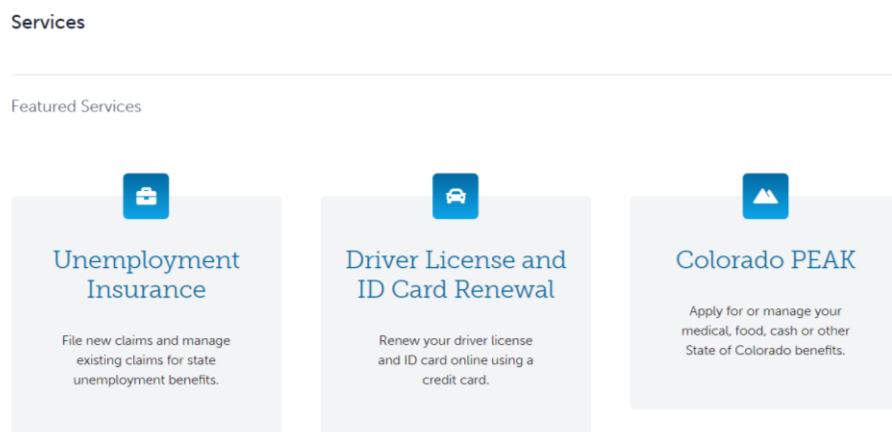 Services
Featured Services
Unemployment
Insurance
File new claims and manage
existing claims for state
unemployment benefits.
Driver License and
ID Card Renewal
Renew your driver license
and ID card online using a
credit card.
Colorado PEAK
Apply for or manage your
medical, food, cash or other
State of Colorado benefits.